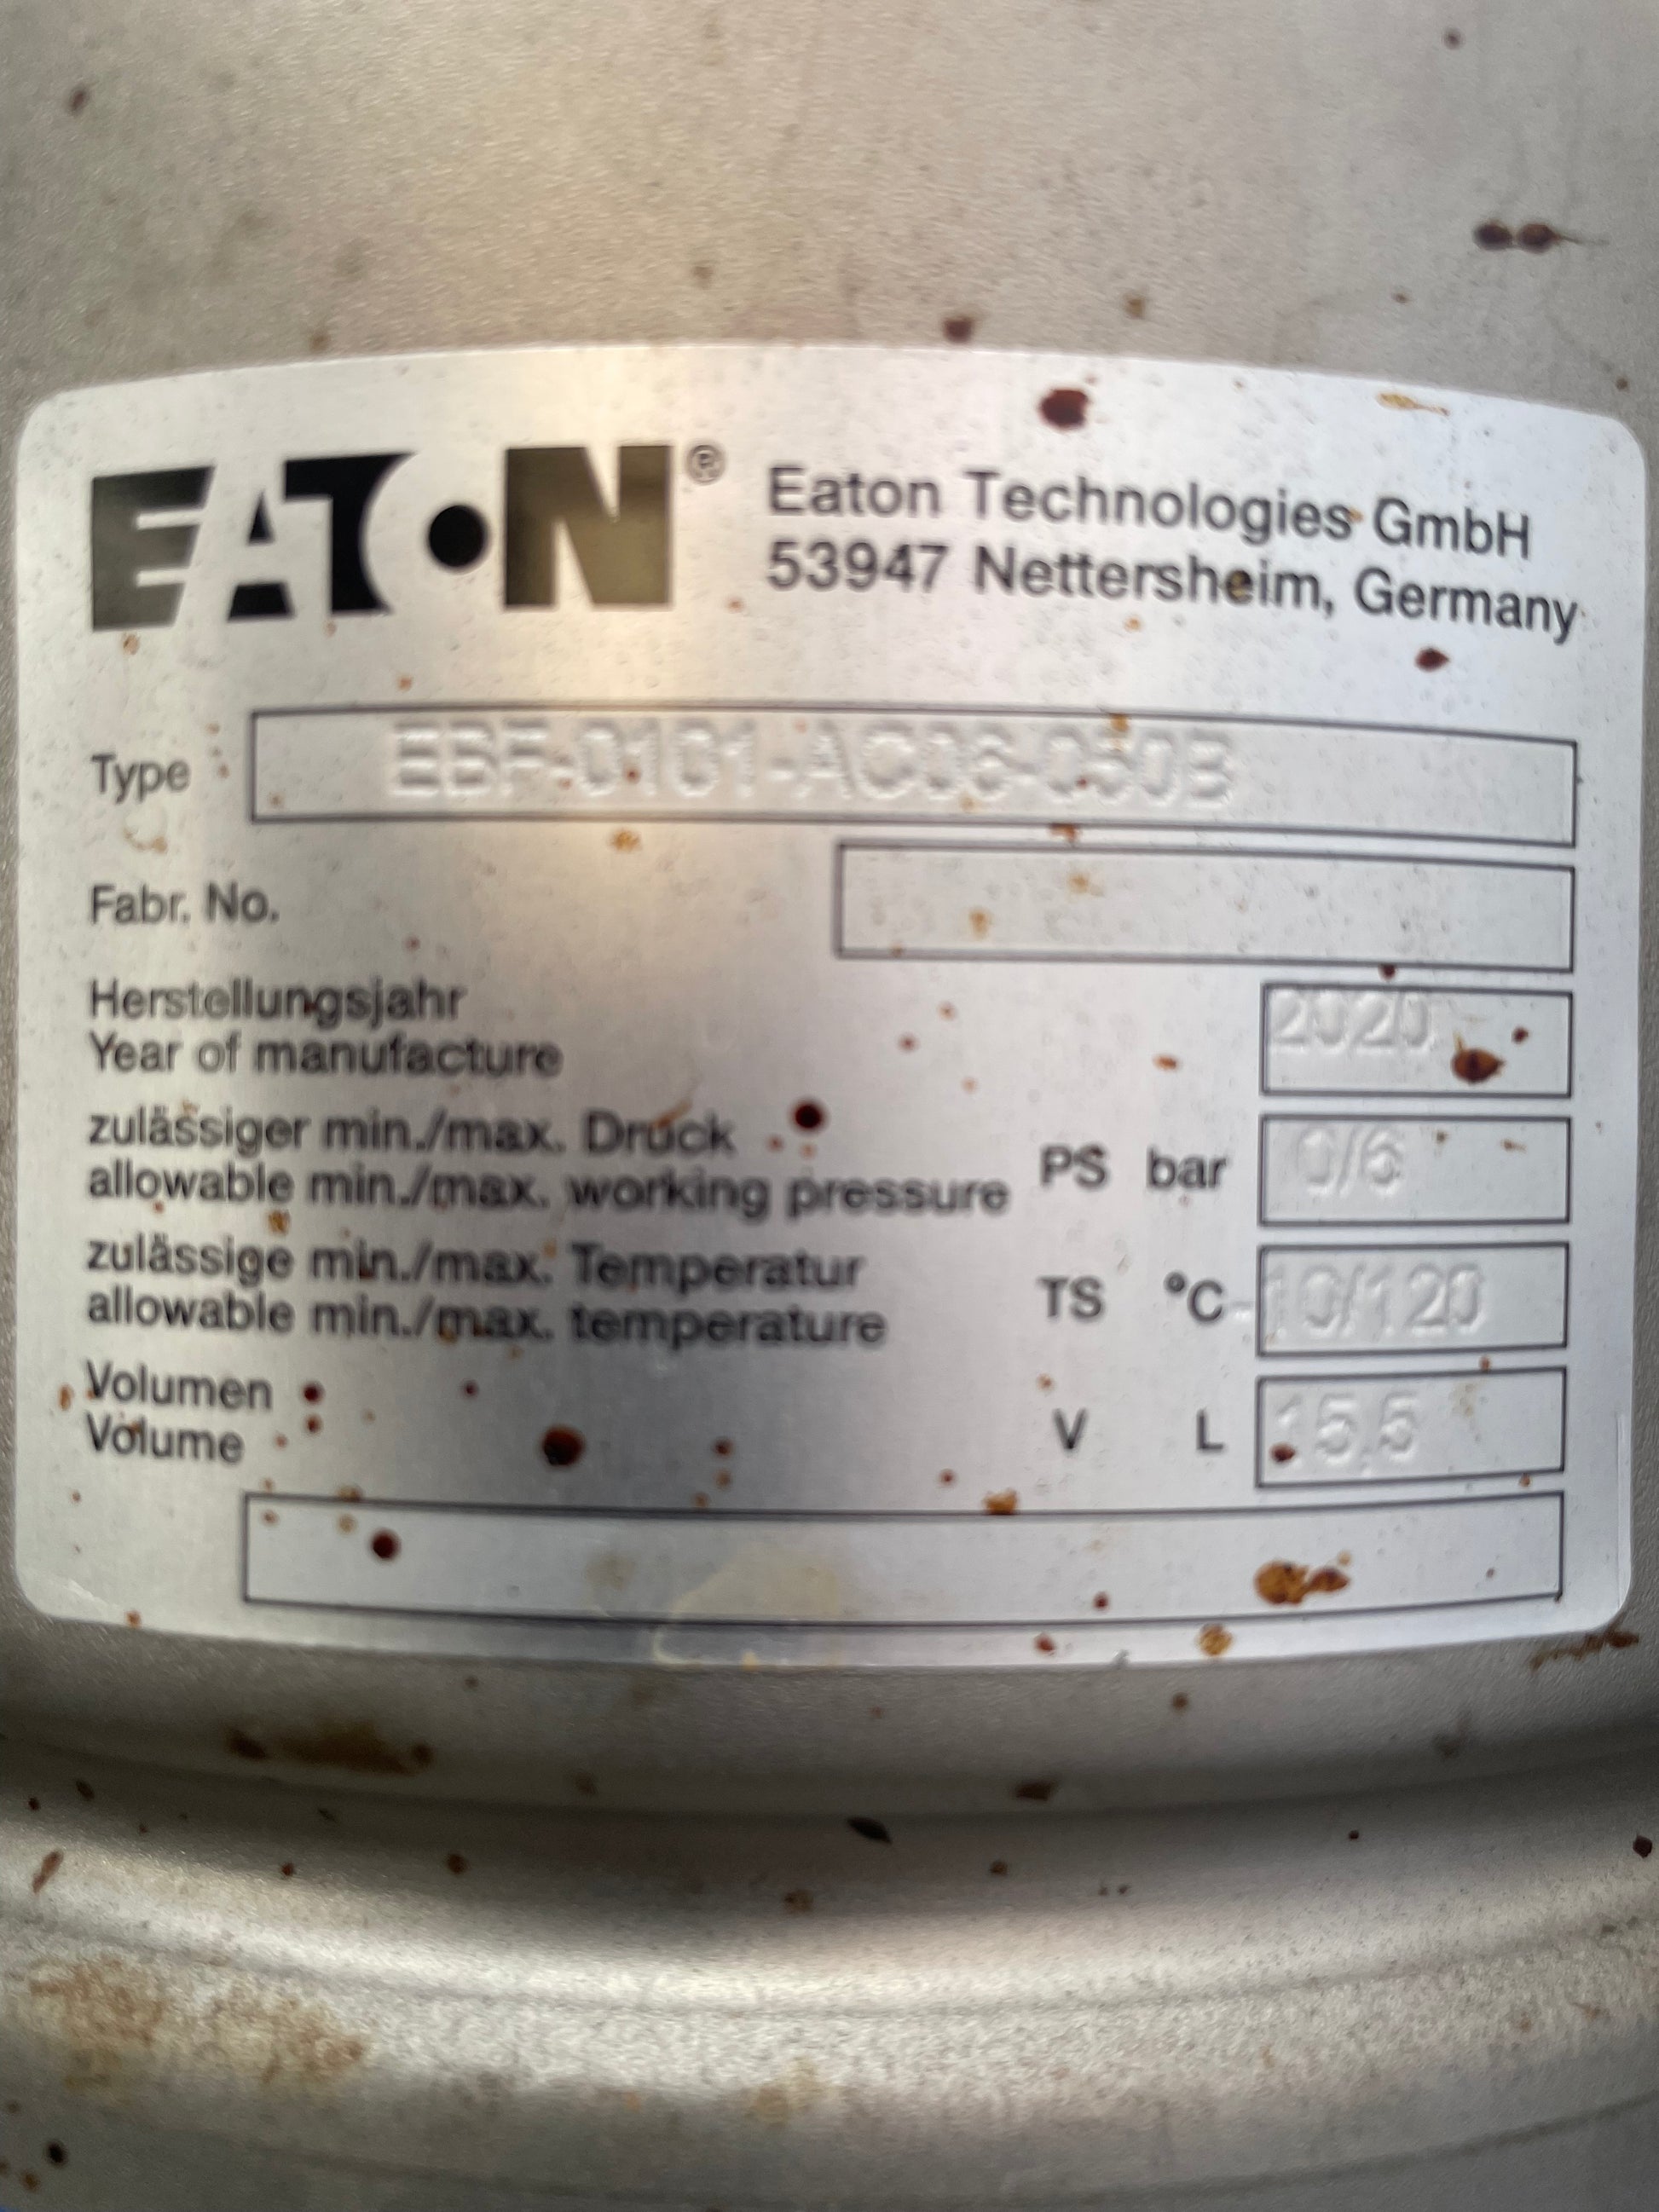 EATON®
Eaton Technologies GmbH
53947 Nettersheim, Germany
Type EBF-0101-AC06-050B
Fabr. No.
Herstellungsjahr
Year of manufacture 2020
zulässiger min./max. Druck
allowable min./max. working pressure PS bar 0/6
zulässige min./max. Temperatur
allowable min./max. temperature TS °C -10/120
Volumen
Volume V L 15,5